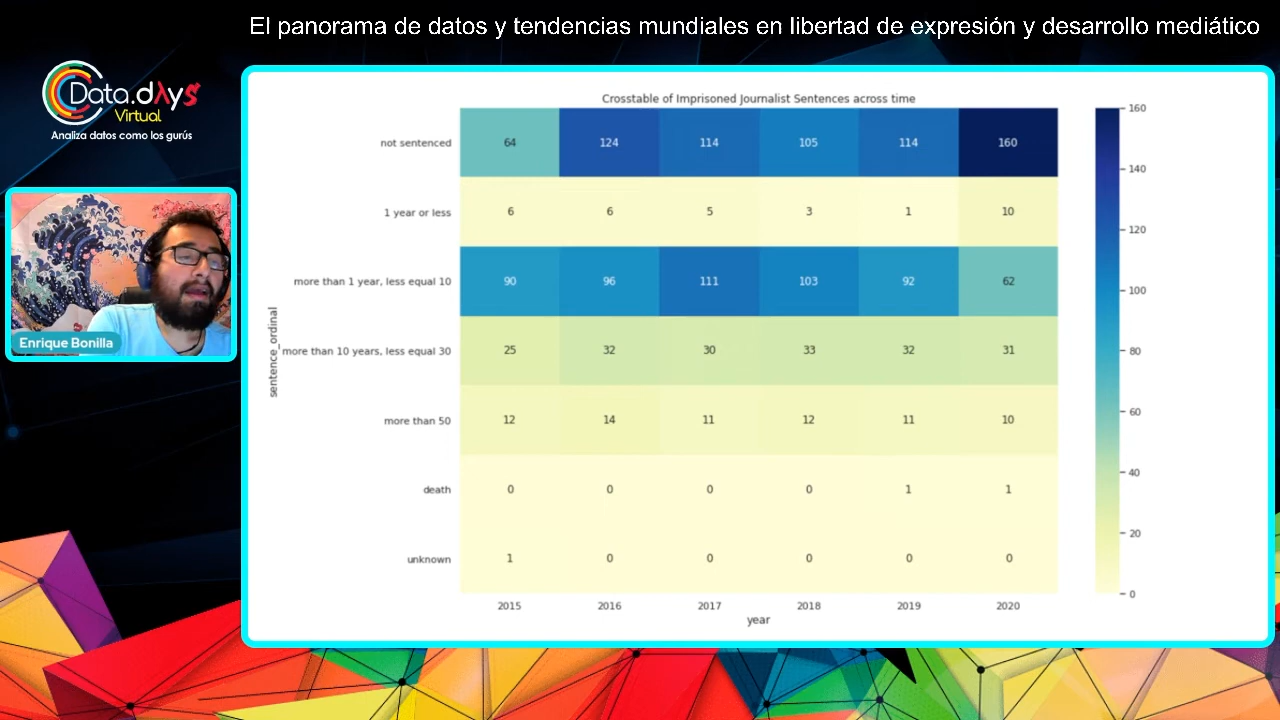 El panorama de datos y tendencias mundiales en libertad de expresión y desarrollo mediático
Data.dAys
Virtual
Analiza datos como los gurús
Enrique Bonilla
Crosstable of Imprisoned Journalist Sentences across time
sentence_ordinal
not sentenced 64 124 114 105 114 160
1 year or less 6 6 5 3 1 10
more than 1 year, less equal 10 90 96 111 103 92 62
more than 10 years, less equal 30 25 32 30 33 32 31
more than 50 12 14 11 12 11 10
death 0 0 0 0 1 1
unknown 1 0 0 0 0 0
2015 2016 2017 2018 2019 2020
year
160
140
120
100
80
60
40
20
0